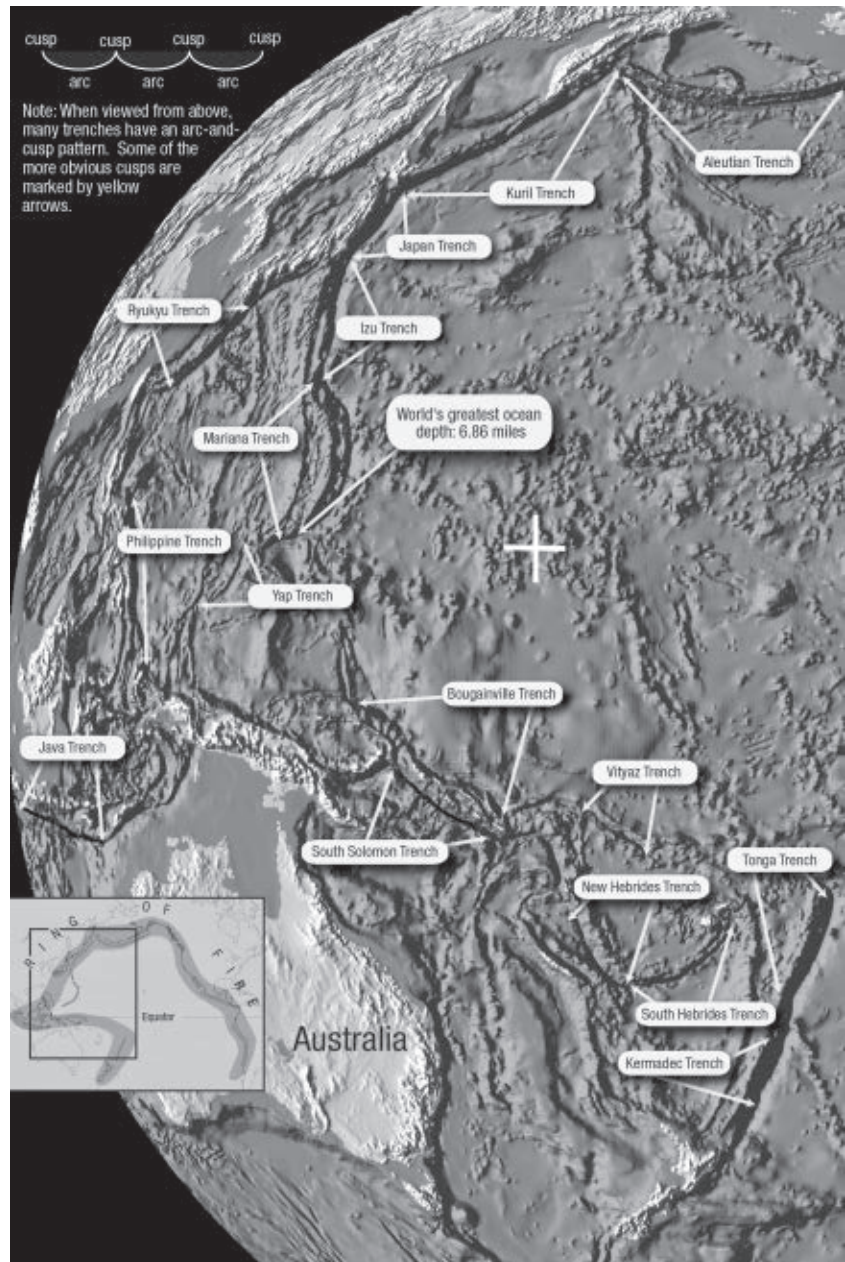 cusp cusp cusp cusp
arc arc arc
Note: When viewed from above,
many trenches have an arc-and-
cusp pattern. Some of the
more obvious cusps are
marked by yellow
arrows.
Aleutian Trench
Kuril Trench
Japan Trench
Ryukyu Trench
Izu Trench
World's greatest ocean
depth: 6.86 miles
Mariana Trench
Philippine Trench
Yap Trench
Bougainville Trench
Java Trench
Vityaz Trench
South Solomon Trench
Tonga Trench
New Hebrides Trench
RING OF FIRE
Equator
South Hebrides Trench
Australia
Kermadec Trench